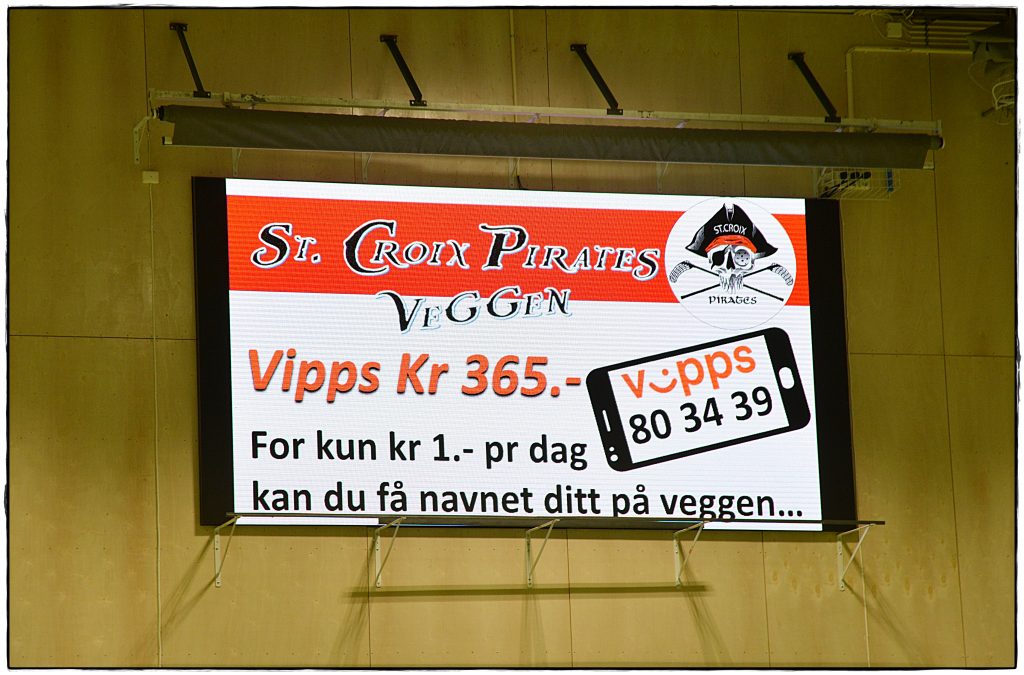 St. Croix Pirates
Veggen
ST.CROIX
PIRATES
Vipps Kr 365.-
vipps
80 34 39
For kun kr 1.- pr dag
kan du få navnet ditt på veggen...